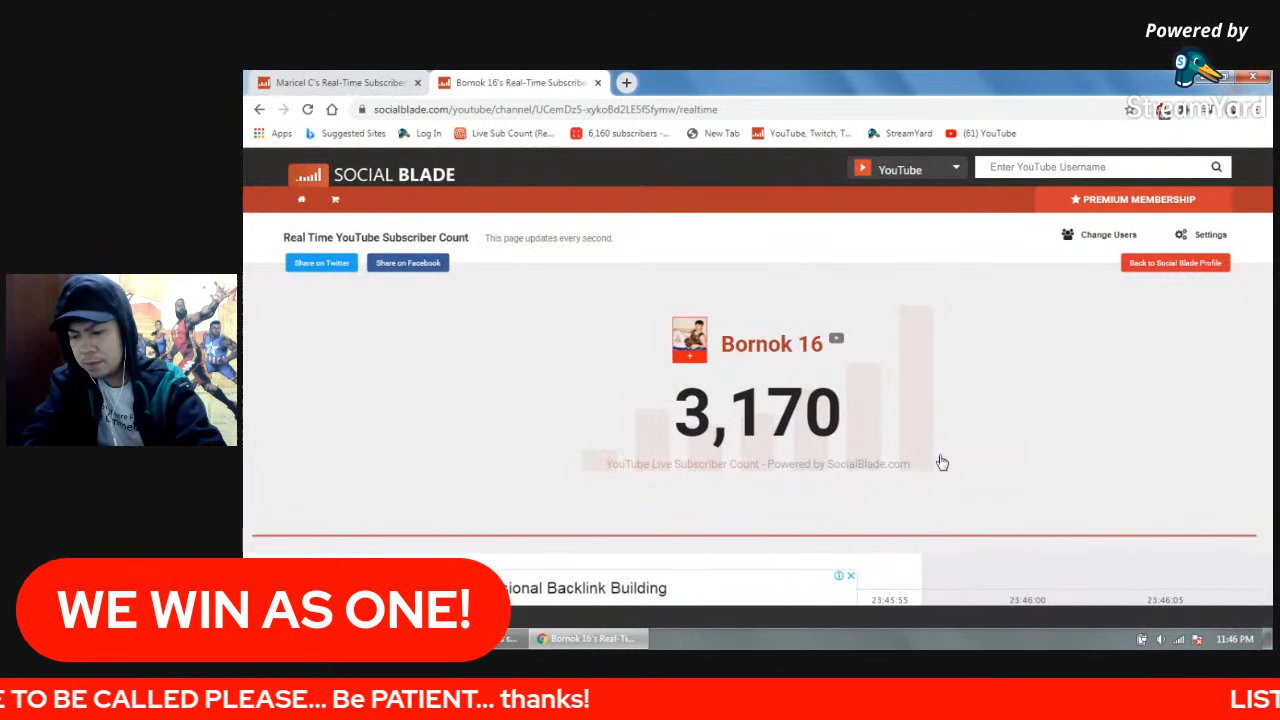 Powered by
StreamYard
Maricel C's Real-Time Subscribe
Bornok 16's Real-Time Subscribe
socialblade.com/youtube/channel/UCemDz5-xyko8d2LE5fSfymw/realtime
Apps
Suggested Sites
Log In
Live Sub Count (Re...
6,160 subscribers -...
New Tab
YouTube, Twitch, T...
StreamYard
(61) YouTube
SOCIAL BLADE
YouTube
Enter YouTube Username
PREMIUM MEMBERSHIP
Real Time YouTube Subscriber Count
This page updates every second.
Change Users
Settings
Share on Twitter
Share on Facebook
Back to Social Blade Profile
Bornok 16
3,170
YouTube Live Subscriber Count - Powered by SocialBlade.com
sional Backlink Building
23:45:55
23:46:00
23:46:05
WE WIN AS ONE!
Bornok 16's Real-Ti...
11:46 PM
E TO BE CALLED PLEASE... Be PATIENT... thanks!
LIST